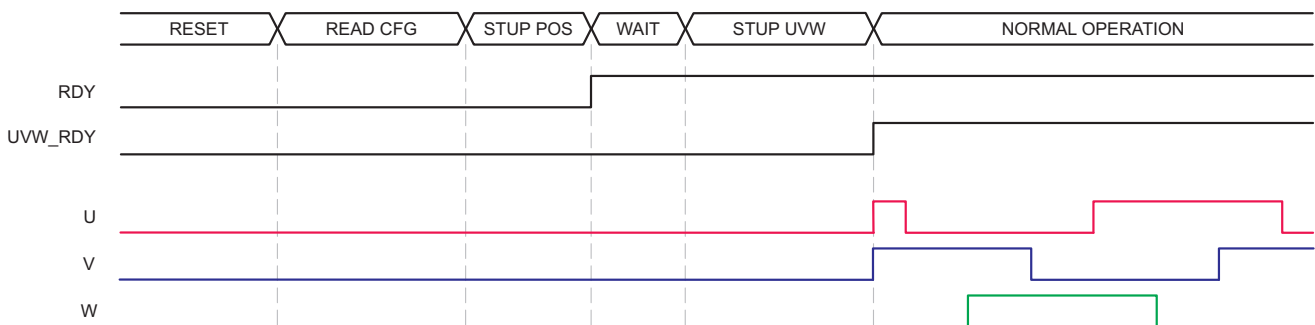 RESET READ CFG STUP POS WAIT STUP UVW NORMAL OPERATION
RDY
UVW_RDY
U
V
W